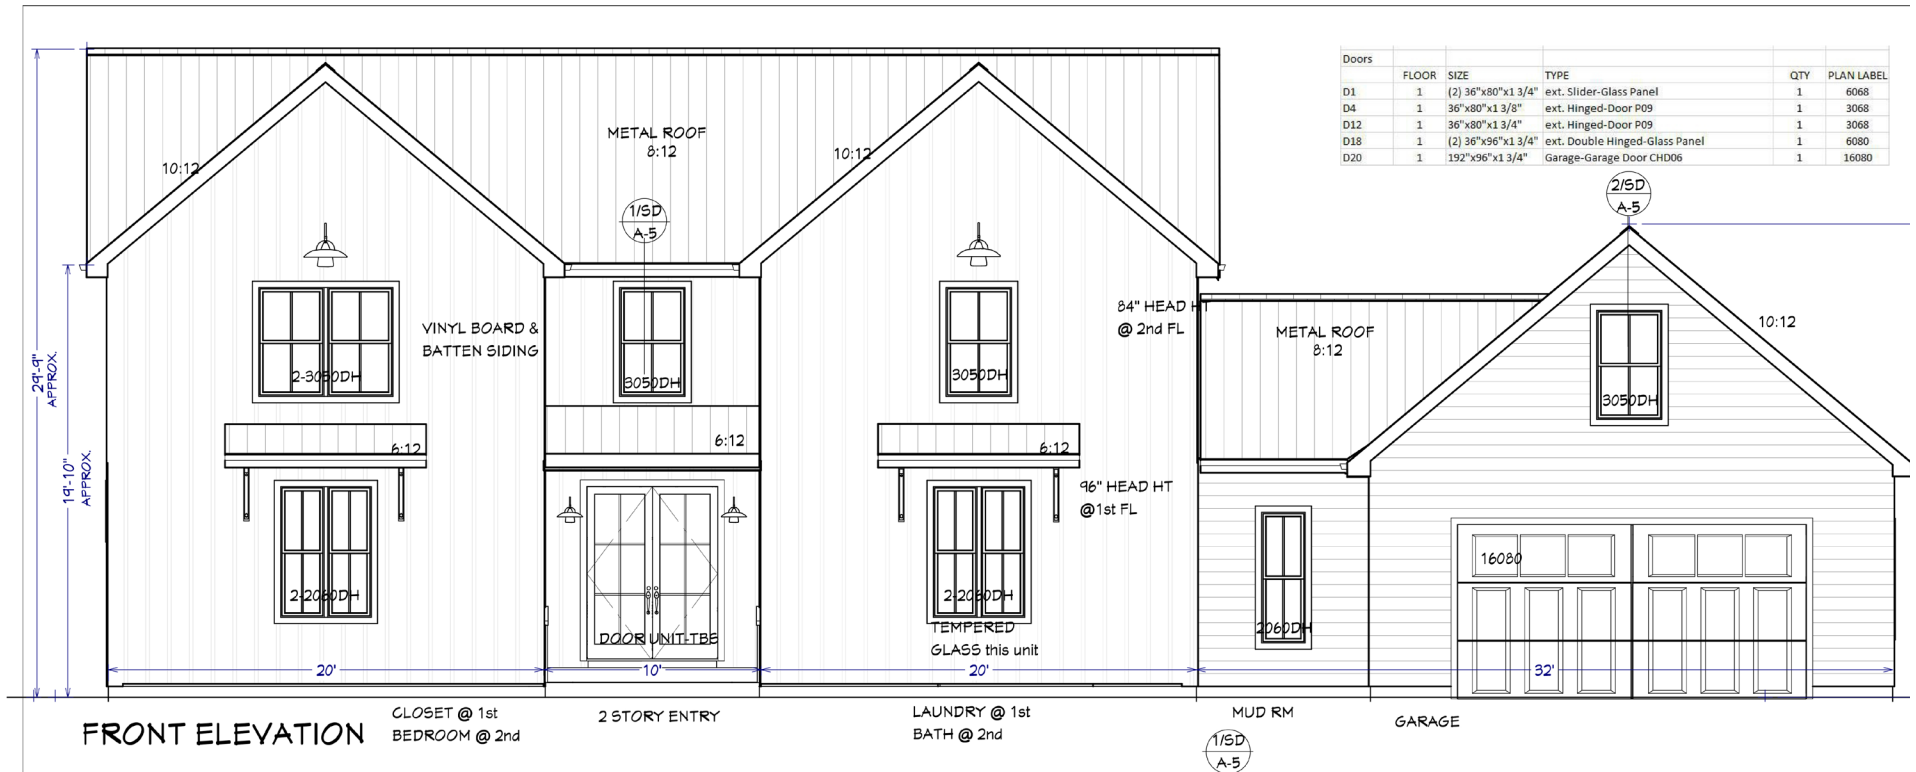 Doors
FLOOR SIZE TYPE QTY PLAN LABEL
D1 1 (2) 36"x80"x1 3/4" ext. Slider-Glass Panel 1 6068
D4 1 36"x80"x1 3/8" ext. Hinged-Door P09 1 3068
D12 1 36"x80"x1 3/4" ext. Hinged-Door P09 1 3068
D18 1 (2) 36"x96"x1 3/4" ext. Double Hinged-Glass Panel 1 6080
D20 1 192"x96"x1 3/4" Garage-Garage Door CHD06 1 16080
METAL ROOF
8:12
10:12
10:12
1/SD
A-5
2/SD
A-5
29'-9"
APPROX.
19'-10"
APPROX.
VINYL BOARD &
BATTEN SIDING
84" HEAD HT
@ 2nd FL
METAL ROOF
8:12
10:12
2-3050DH
3050DH
3050DH
3050DH
6:12
6:12
6:12
96" HEAD HT
@1st FL
16080
2-2060DH
DOOR UNIT-TBS
2-2060DH
TEMPERED
GLASS this unit
2060DH
20'
10'
20'
32'
FRONT ELEVATION
CLOSET @ 1st
BEDROOM @ 2nd
2 STORY ENTRY
LAUNDRY @ 1st
BATH @ 2nd
MUD RM
1/SD
A-5
GARAGE